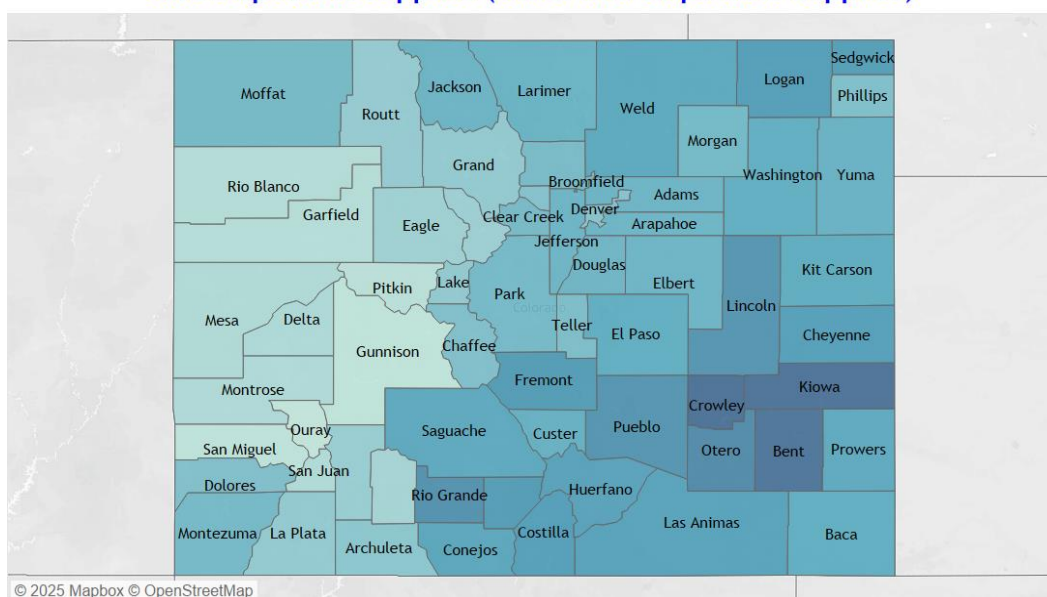 Sedgwick
Logan
Moffat
Jackson
Larimer
Phillips
Weld
Routt
Morgan
Grand
Washington
Yuma
Rio Blanco
Broomfield
Adams
Garfield
Clear Creek
Denver
Eagle
Arapahoe
Jefferson
Douglas
Kit Carson
Lake
Elbert
Pitkin
Park
Lincoln
Colorado
Mesa
Delta
Teller
El Paso
Cheyenne
Chaffee
Gunnison
Fremont
Kiowa
Montrose
Crowley
Pueblo
Ouray
Saguache
Custer
San Miguel
Otero
Bent
Prowers
San Juan
Dolores
Rio Grande
Huerfano
Las Animas
Montezuma
La Plata
Costilla
Baca
Archuleta
Conejos
© 2025 Mapbox © OpenStreetMap